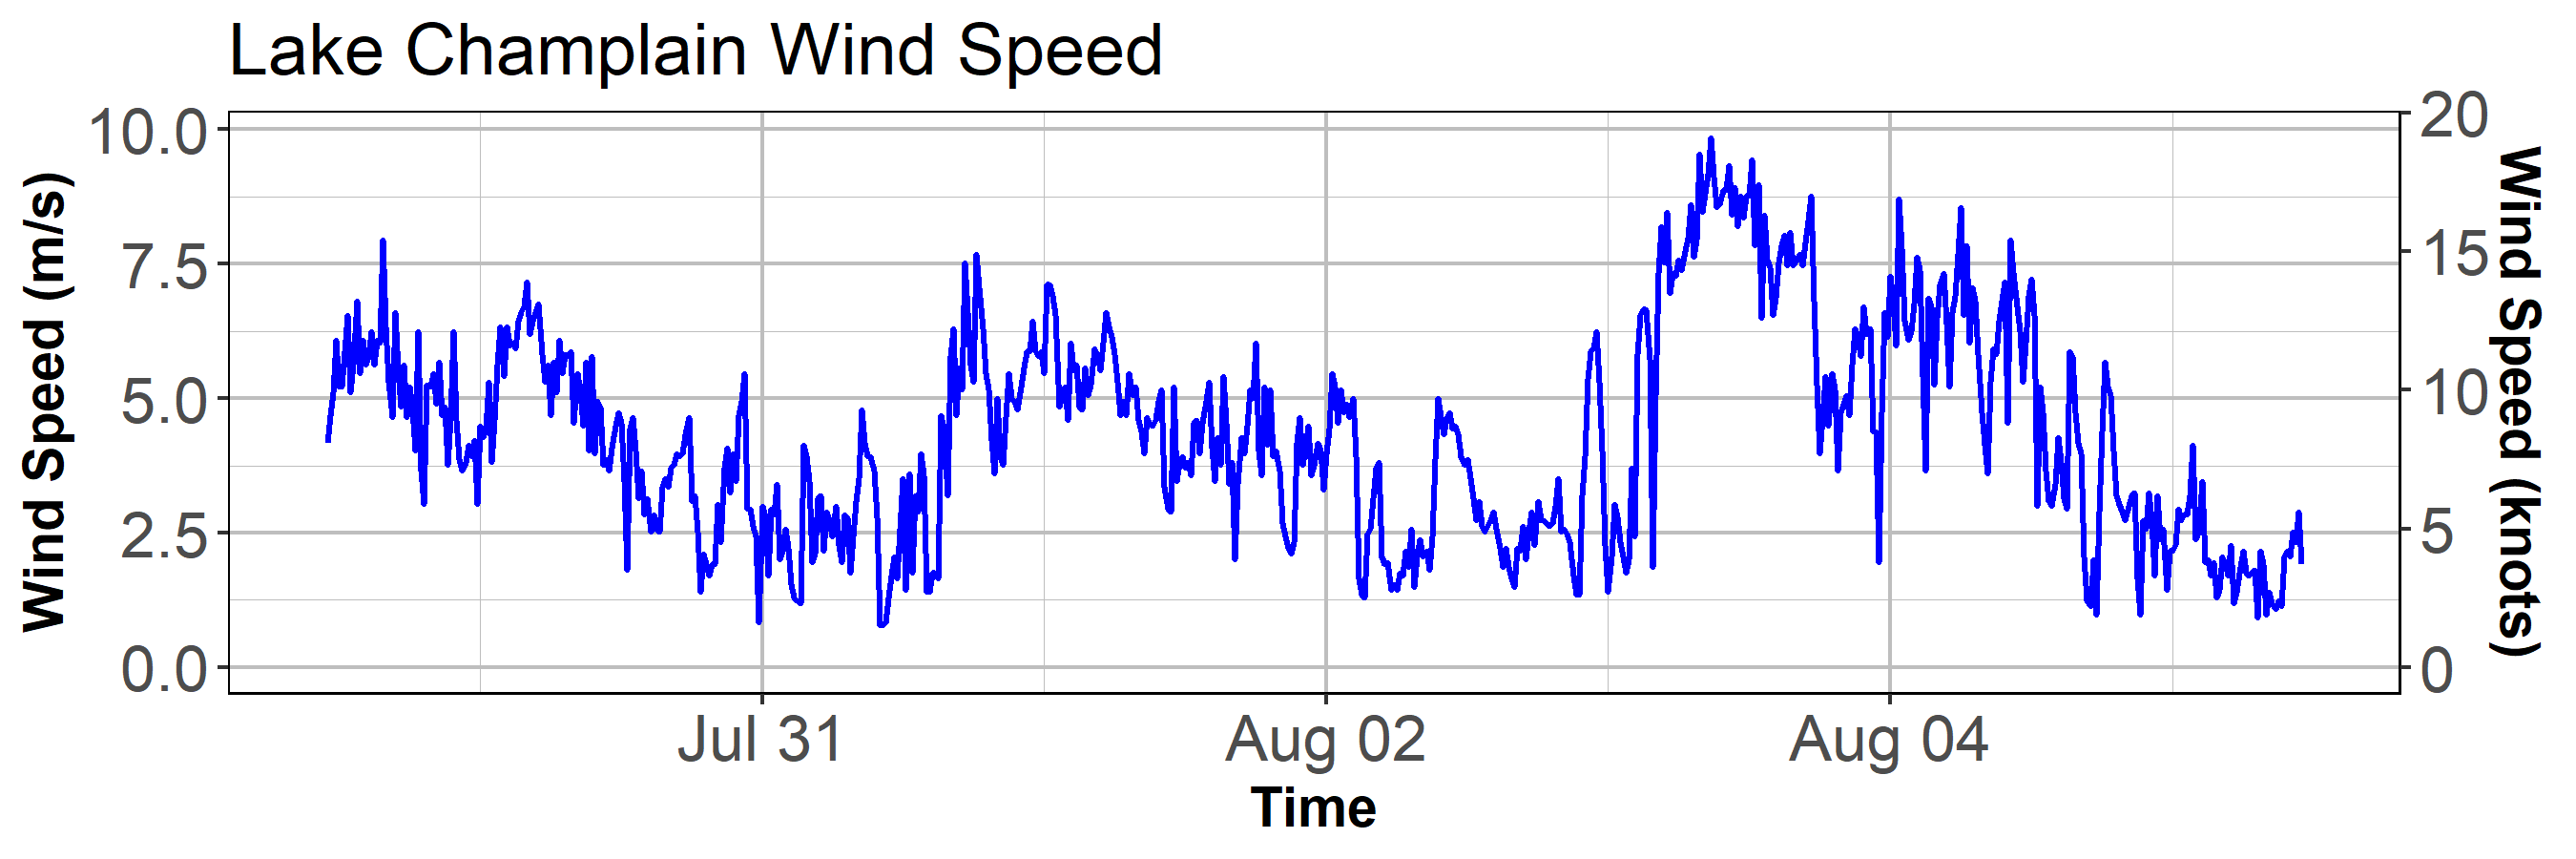 Lake Champlain Wind Speed
10.0
7.5
5.0
2.5
0.0
Wind Speed (m/s)
20
15
10
5
0
Wind Speed (knots)
Jul 31
Aug 02
Aug 04
Time